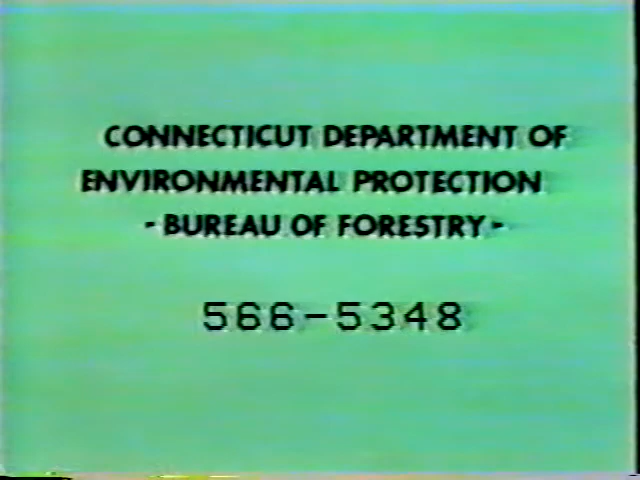 CONNECTICUT DEPARTMENT OF
ENVIRONMENTAL PROTECTION
- BUREAU OF FORESTRY -
566-5348